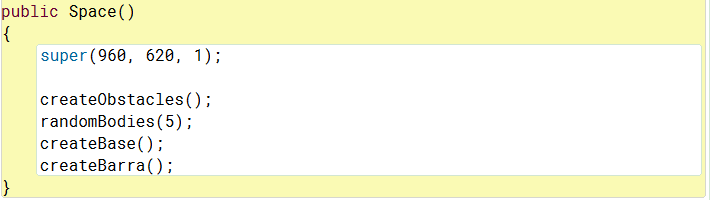 public Space()
{
super(960, 620, 1);
createObstacles();
randomBodies(5);
createBase();
createBarra();
}